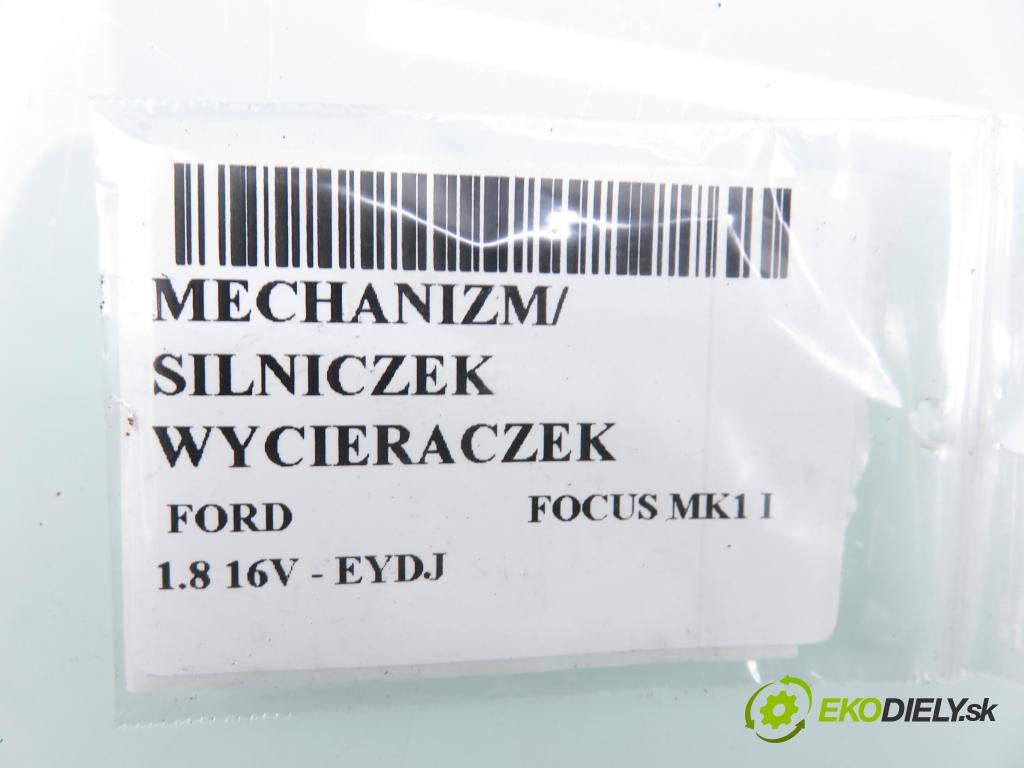 MECHANIZM/
SILNICZEK
WYCIERACZEK
FORD FOCUS MK1 I
1.8 16V - EYDJ
EKODIELY.sk